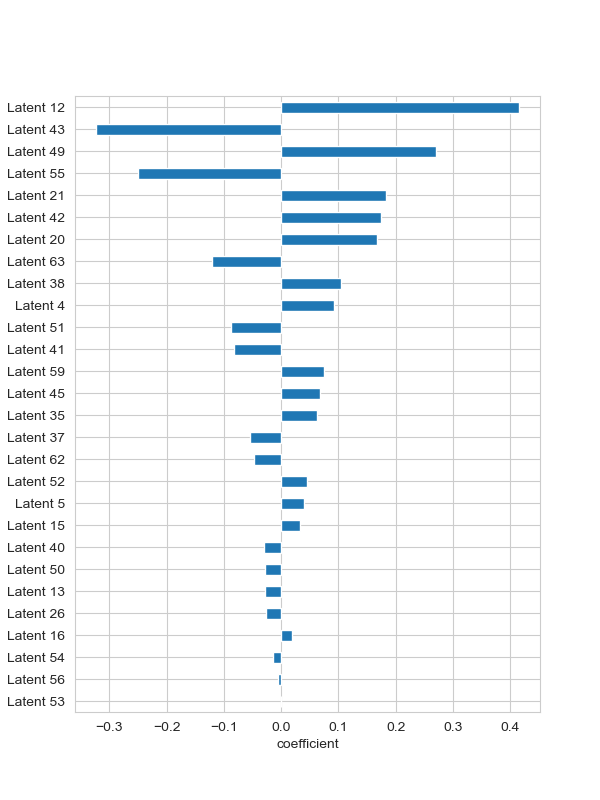 Latent 12
Latent 43
Latent 49
Latent 55
Latent 21
Latent 42
Latent 20
Latent 63
Latent 38
Latent 4
Latent 51
Latent 41
Latent 59
Latent 45
Latent 35
Latent 37
Latent 62
Latent 52
Latent 5
Latent 15
Latent 40
Latent 50
Latent 13
Latent 26
Latent 16
Latent 54
Latent 56
Latent 53
−0.3 −0.2 −0.1 0.0 0.1 0.2 0.3 0.4
coefficient